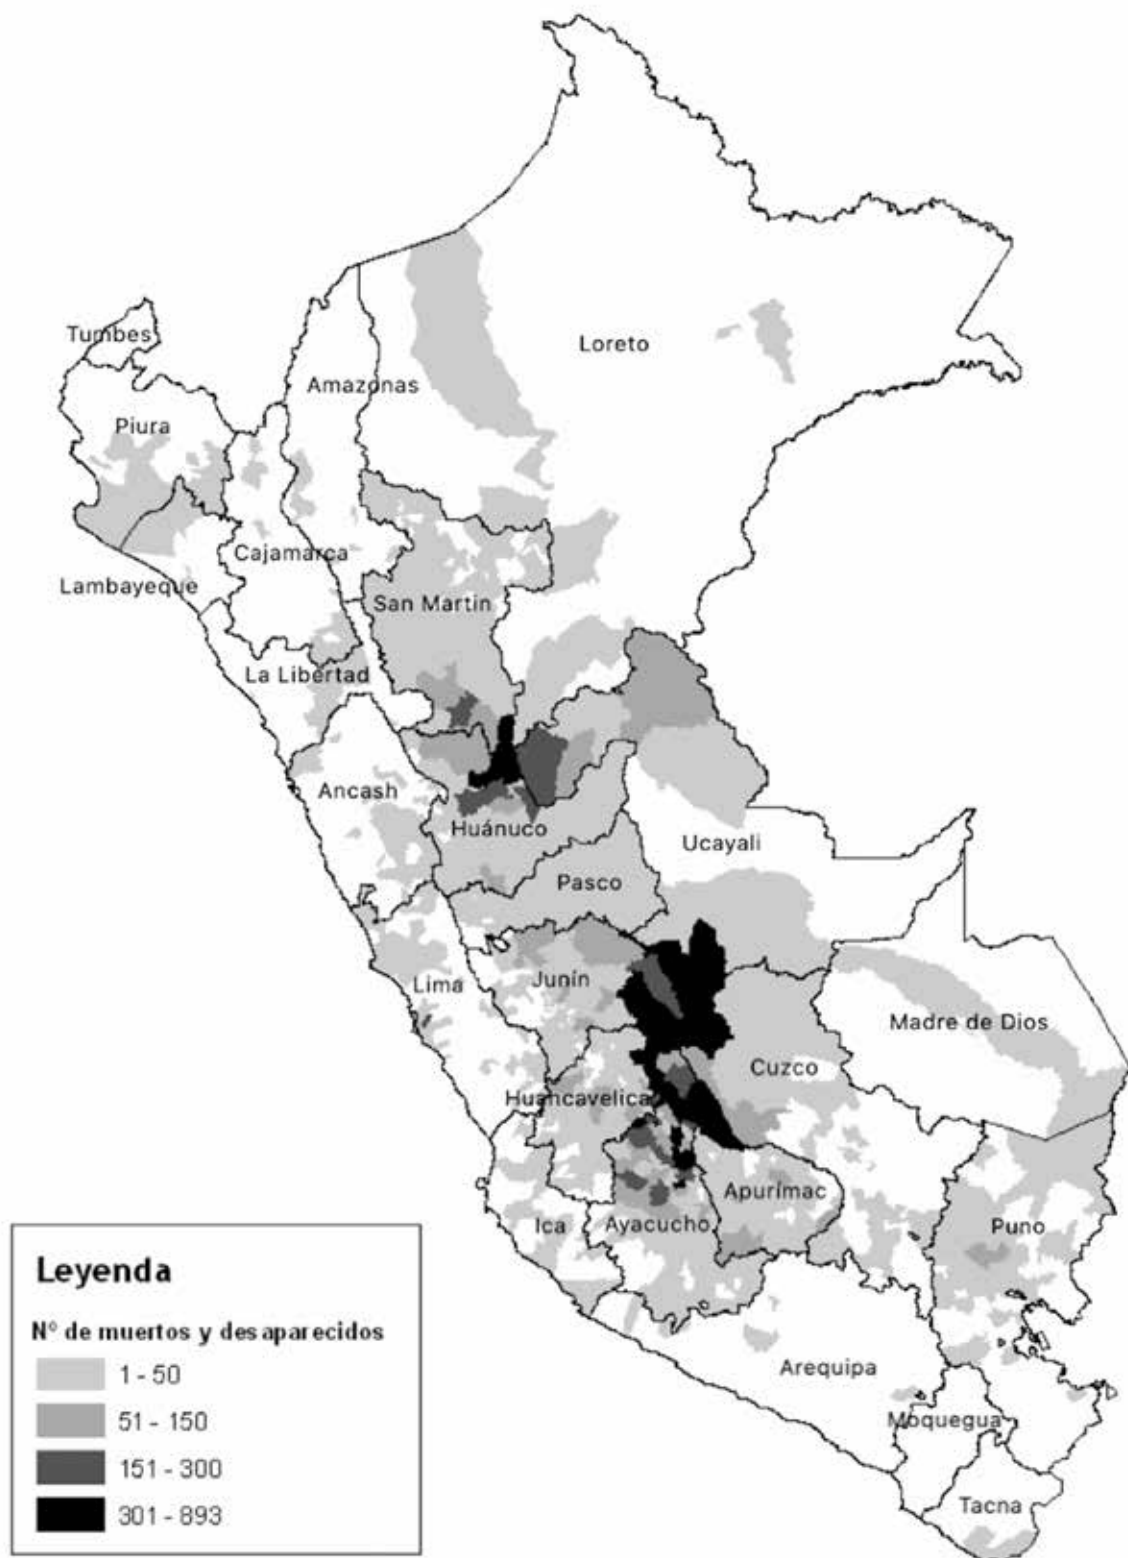 Loreto
Tumbes
Amazonas
Piura
Cajamarca
Lambayeque
San Martin
La Libertad
Ancash
Huánuco
Ucayali
Pasco
Junín
Lima
Madre de Dios
Cuzco
Huancavelica
Apurímac
Ica
Ayacucho
Puno
Arequipa
Moquegua
Tacna
Leyenda
Nº de muertos y desaparecidos
1 - 50
51 - 150
151 - 300
301 - 893